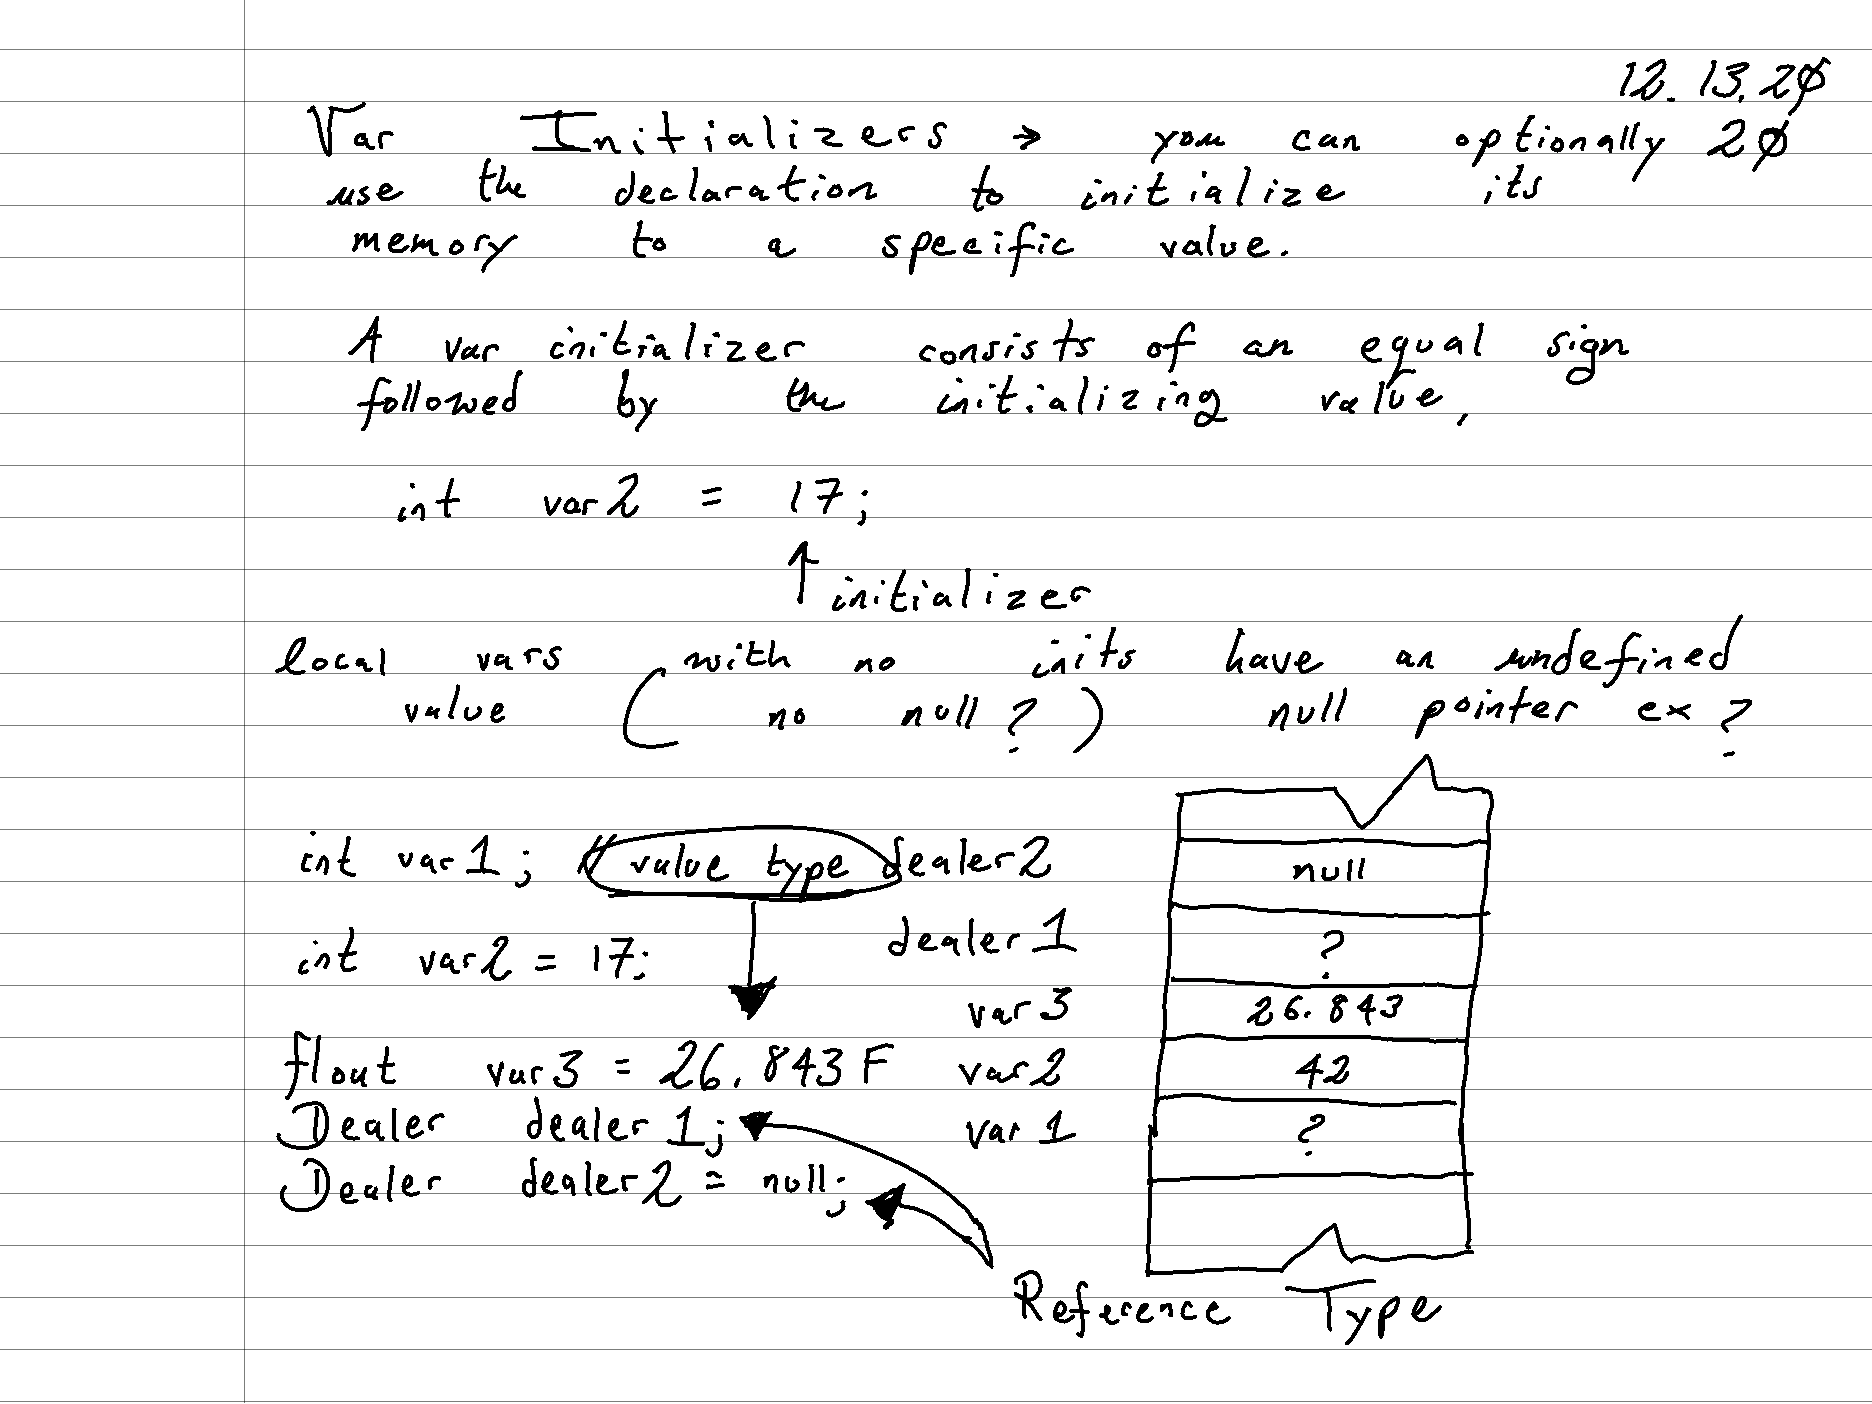 12.13.20
Var Initializers → you can optionally 20
use the declaration to initialize its
memory to a specific value.
A var initializer consists of an equal sign
followed by the initializing value,
int var2 = 17;
↑ initializer
local vars with no inits have an undefined
value ( no null? ) null pointer ex?
int var1; // value type dealer2 null
int var2 = 17; dealer1 ?
var3 26.843
float var3 = 26.843F var2 42
Dealer dealer1; var1 ?
Dealer dealer2 = null;
Reference Type